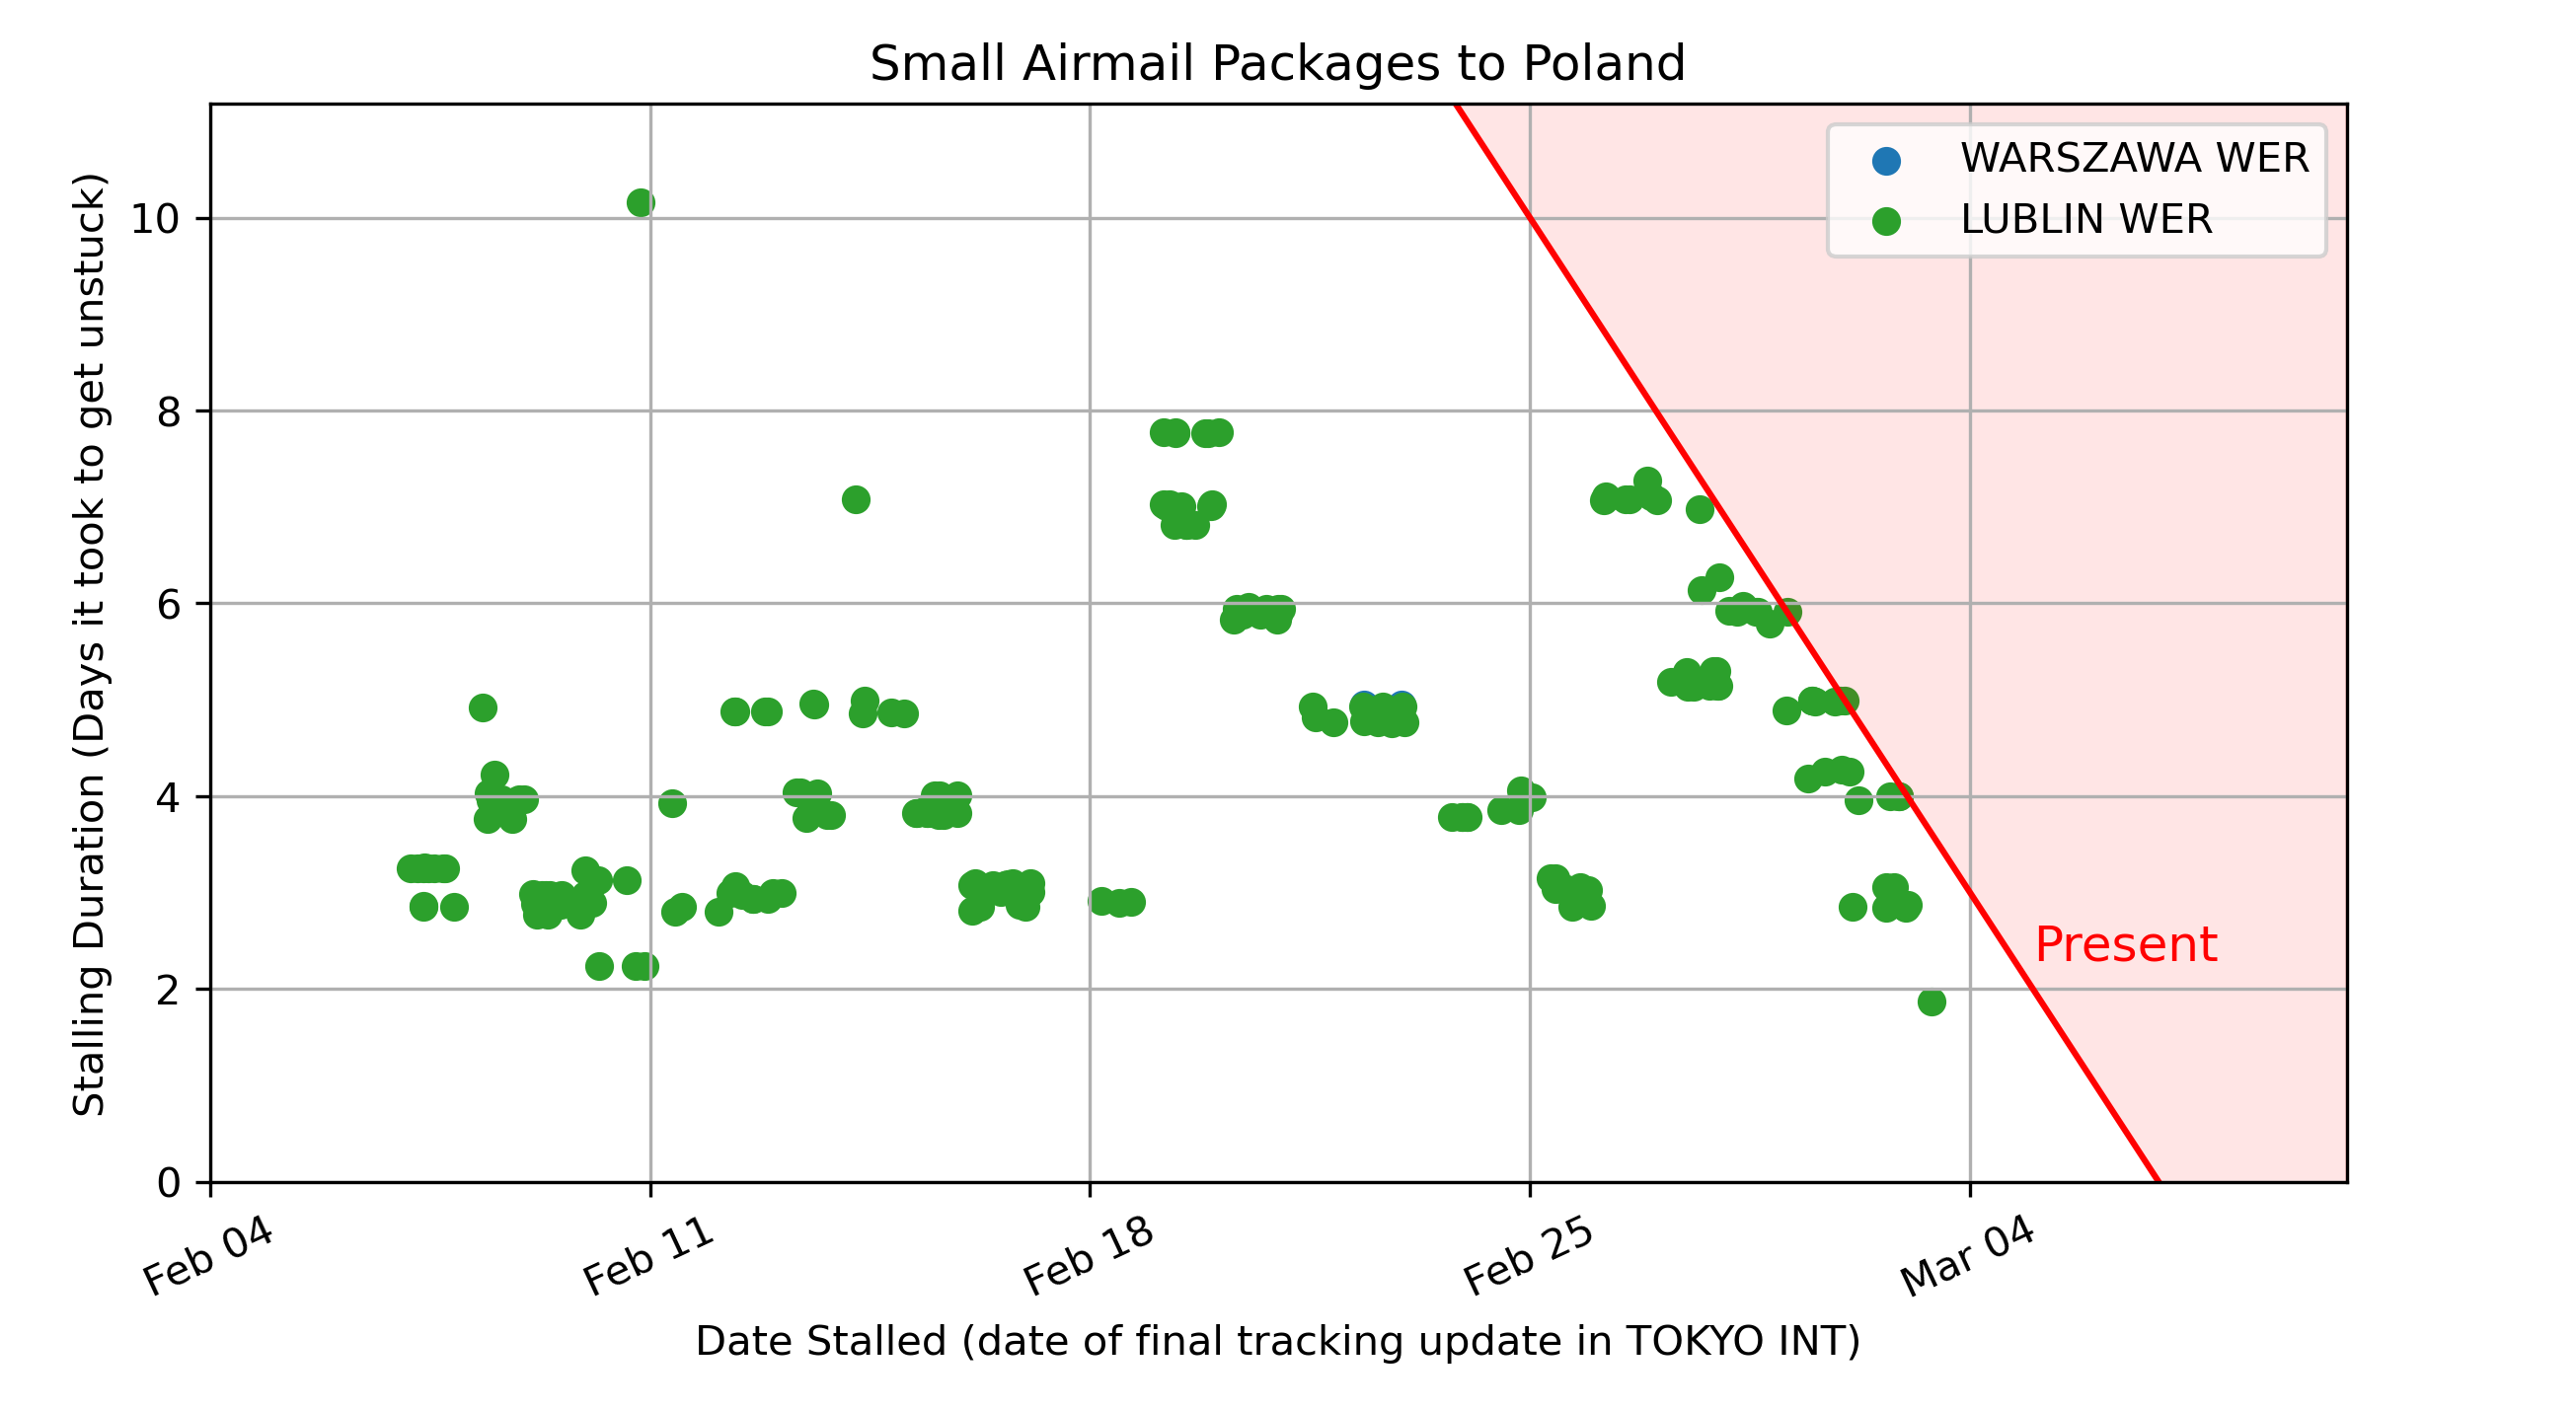 Small Airmail Packages to Poland
WARSZAWA WER
LUBLIN WER
Present
Stalling Duration (Days it took to get unstuck)
10
8
6
4
2
0
Feb 04
Feb 11
Feb 18
Feb 25
Mar 04
Date Stalled (date of final tracking update in TOKYO INT)